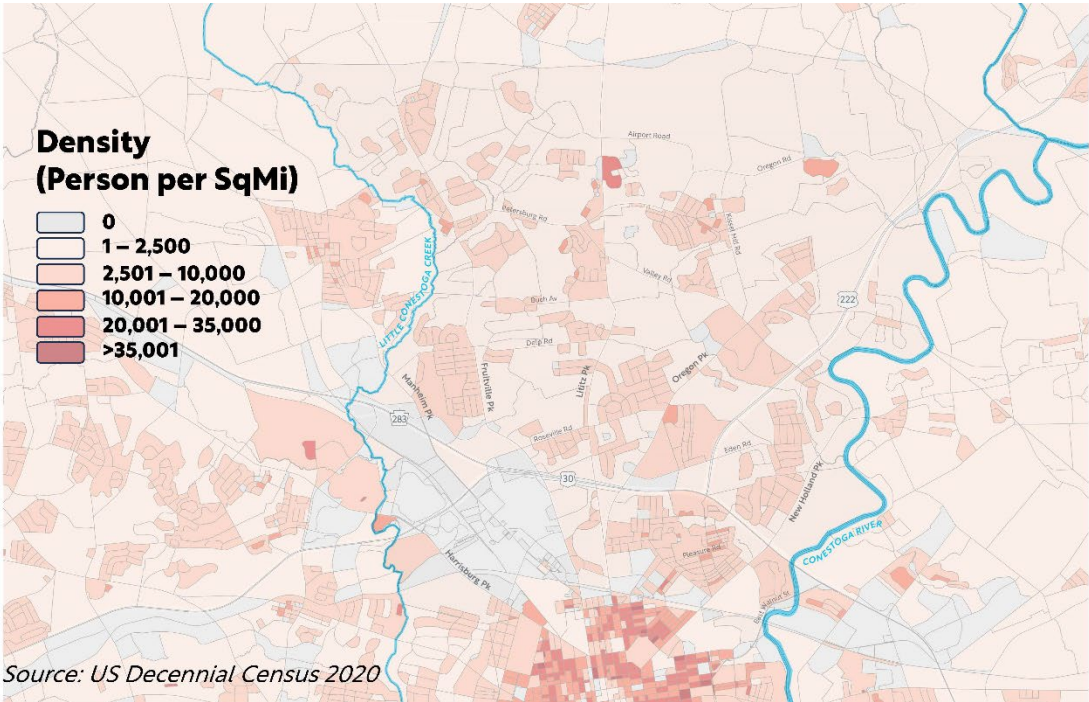 Density
(Person per SqMi)
0
1 – 2,500
2,501 – 10,000
10,001 – 20,000
20,001 – 35,000
>35,001
Airport Road
Oregon Rd
Petersburg Rd
Kissel Hill Rd
LITTLE CONESTOGA CREEK
Valley Rd
Buch Av
222
Delp Rd
Manheim Pk
Fruitville Pk
Lititz Pk
Oregon Pk
283
Roseville Rd
Eden Rd
30
New Holland Pk
CONESTOGA RIVER
Pleasure Rd
Harrisburg Pk
East Walnut St
Source: US Decennial Census 2020